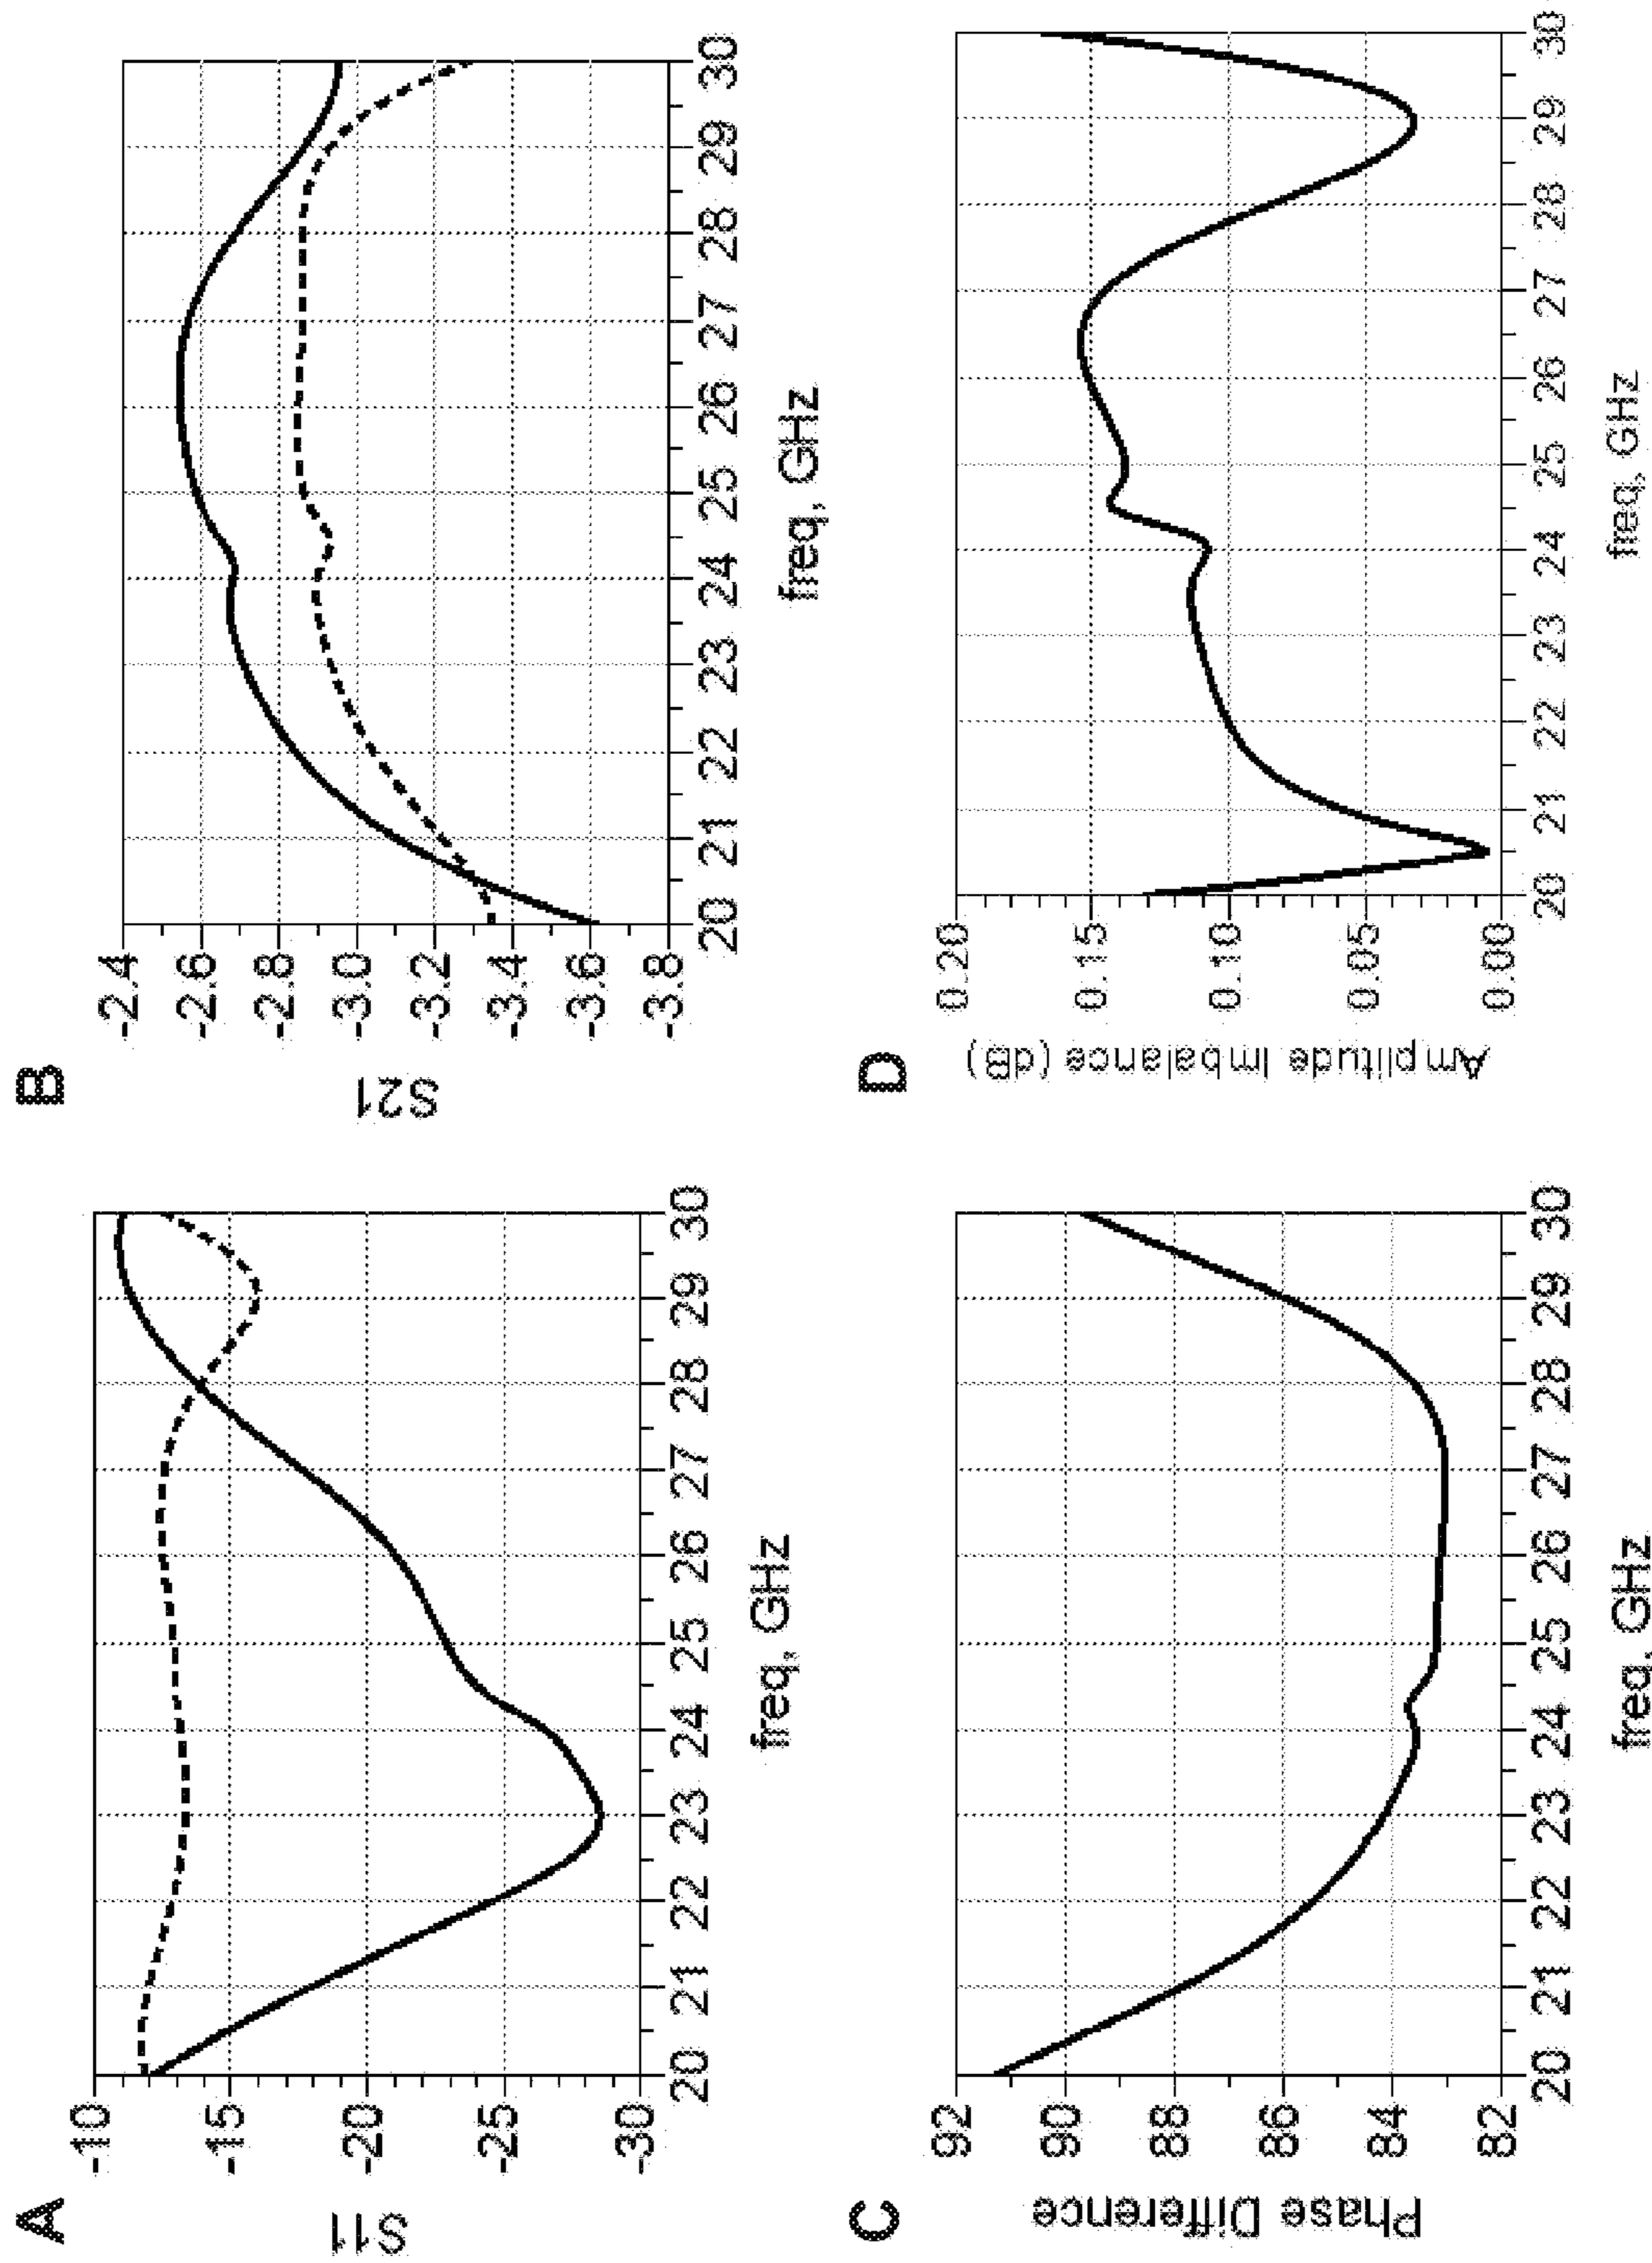 A
S11
-10
-15
-20
-25
-30
20 21 22 23 24 25 26 27 28 29 30
freq, GHz
B
S21
-2.4
-2.6
-2.8
-3.0
-3.2
-3.4
-3.6
-3.8
20 21 22 23 24 25 26 27 28 29 30
freq, GHz
C
Phase Difference
92
90
88
86
84
82
20 21 22 23 24 25 26 27 28 29 30
freq, GHz
D
Amplitude Imbalance (dB)
0.20
0.15
0.10
0.05
0.00
20 21 22 23 24 25 26 27 28 29 30
freq, GHz